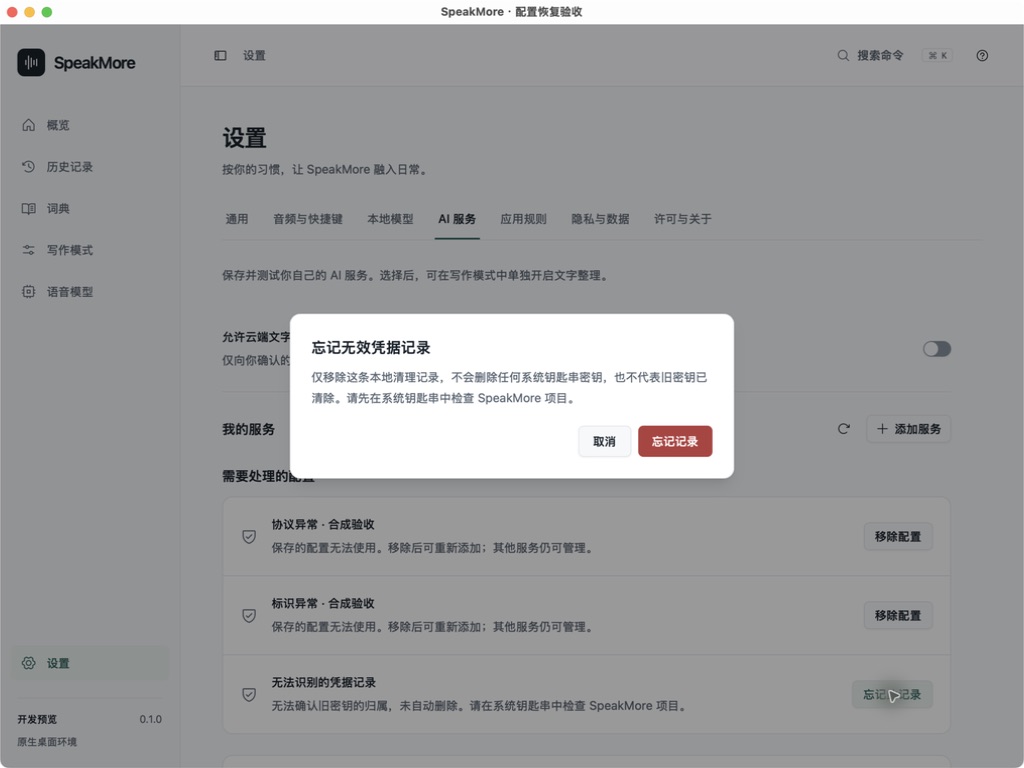 SpeakMore · 配置恢复验收
SpeakMore
设置
搜索命令
⌘ K
概览
历史记录
词典
写作模式
语音模型
设置
开发预览
0.1.0
原生桌面环境
设置
按你的习惯，让 SpeakMore 融入日常。
通用
音频与快捷键
本地模型
AI 服务
应用规则
隐私与数据
许可与关于
保存并测试你自己的 AI 服务。选择后，可在写作模式中单独开启文字整理。
允许云端文字
仅向你确认的
忘记无效凭据记录
仅移除这条本地清理记录，不会删除任何系统钥匙串密钥，也不代表旧密钥已
清除。请先在系统钥匙串中检查 SpeakMore 项目。
取消
忘记记录
我的服务
添加服务
需要处理的配置
协议异常 · 合成验收
保存的配置无法使用。移除后可重新添加；其他服务仍可管理。
移除配置
标识异常 · 合成验收
保存的配置无法使用。移除后可重新添加；其他服务仍可管理。
移除配置
无法识别的凭据记录
无法确认旧密钥的归属，未自动删除。请在系统钥匙串中检查 SpeakMore 项目。
忘记记录